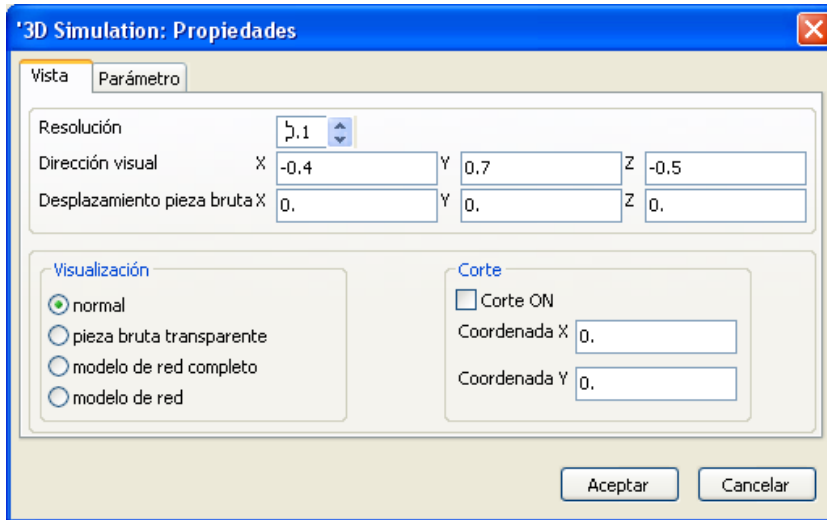 '3D Simulation: Propiedades
Vista Parámetro
Resolución
Dirección visual X -0.4 Y 0.7 Z -0.5
Desplazamiento pieza bruta X 0. Y 0. Z 0.
Visualización
normal
pieza bruta transparente
modelo de red completo
modelo de red
Corte
Corte ON
Coordenada X 0.
Coordenada Y 0.
Aceptar Cancelar